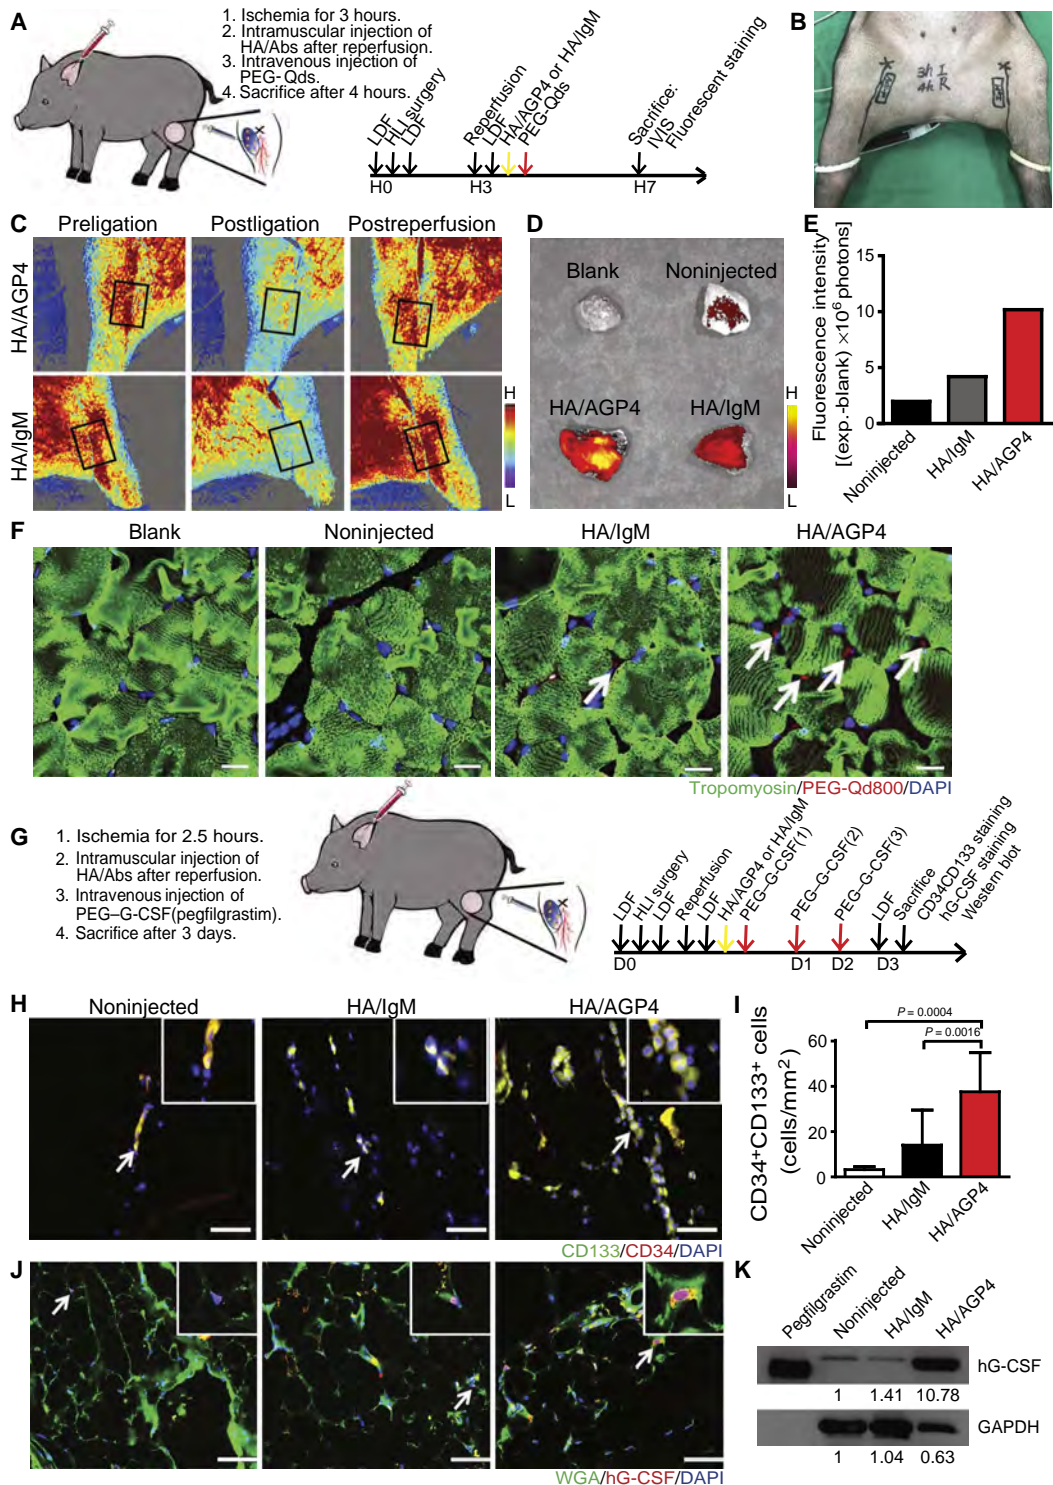 A
1. Ischemia for 3 hours.
2. Intramuscular injection of
HA/Abs after reperfusion.
3. Intravenous injection of
PEG-Qds.
4. Sacrifice after 4 hours.
LDF
HLI surgery
LDF
Reperfusion
LDF
HA/AGP4 or HA/IgM
PEG-Qds
Sacrifice:
IVIS
Fluorescent staining
H0
H3
H7
B
3h I
4h R
C
Preligation
Postligation
Postreperfusion
HA/AGP4
HA/IgM
H
L
D
Blank
Noninjected
HA/AGP4
HA/IgM
H
L
E
Fluorescence intensity
[(exp.-blank) ×10⁶ photons]
15
10
5
0
Noninjected
HA/IgM
HA/AGP4
F
Blank
Noninjected
HA/IgM
HA/AGP4
Tropomyosin/PEG-Qd800/DAPI
G
1. Ischemia for 2.5 hours.
2. Intramuscular injection of
HA/Abs after reperfusion.
3. Intravenous injection of
PEG–G-CSF(pegfilgrastim).
4. Sacrifice after 3 days.
LDF
HLI surgery
LDF
Reperfusion
LDF
HA/AGP4 or HA/IgM
PEG–G-CSF(1)
PEG-G-CSF(2)
PEG-G-CSF(3)
LDF
Sacrifice
CD34CD133 staining
hG-CSF staining
Western blot
D0
D1
D2
D3
H
Noninjected
HA/IgM
HA/AGP4
CD133/CD34/DAPI
I
P = 0.0004
P = 0.0016
CD34⁺CD133⁺ cells
(cells/mm²)
60
40
20
0
Noninjected
HA/IgM
HA/AGP4
J
WGA/hG-CSF/DAPI
K
Pegfilgrastim
Noninjected
HA/IgM
HA/AGP4
hG-CSF
1 1.41 10.78
GAPDH
1 1.04 0.63